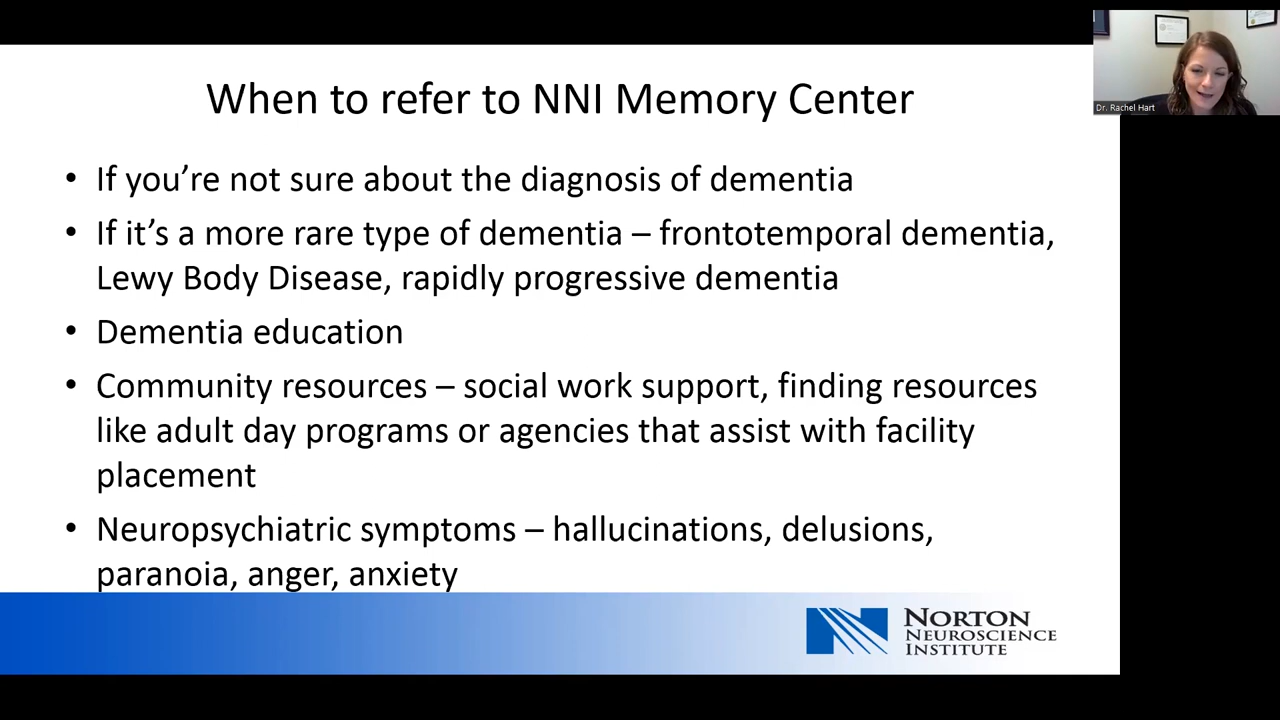 When to refer to NNI Memory Center
Dr. Rachel Hart
• If you’re not sure about the diagnosis of dementia
• If it’s a more rare type of dementia – frontotemporal dementia,
Lewy Body Disease, rapidly progressive dementia
• Dementia education
• Community resources – social work support, finding resources
like adult day programs or agencies that assist with facility
placement
• Neuropsychiatric symptoms – hallucinations, delusions,
paranoia, anger, anxiety
NORTON
NEUROSCIENCE
INSTITUTE